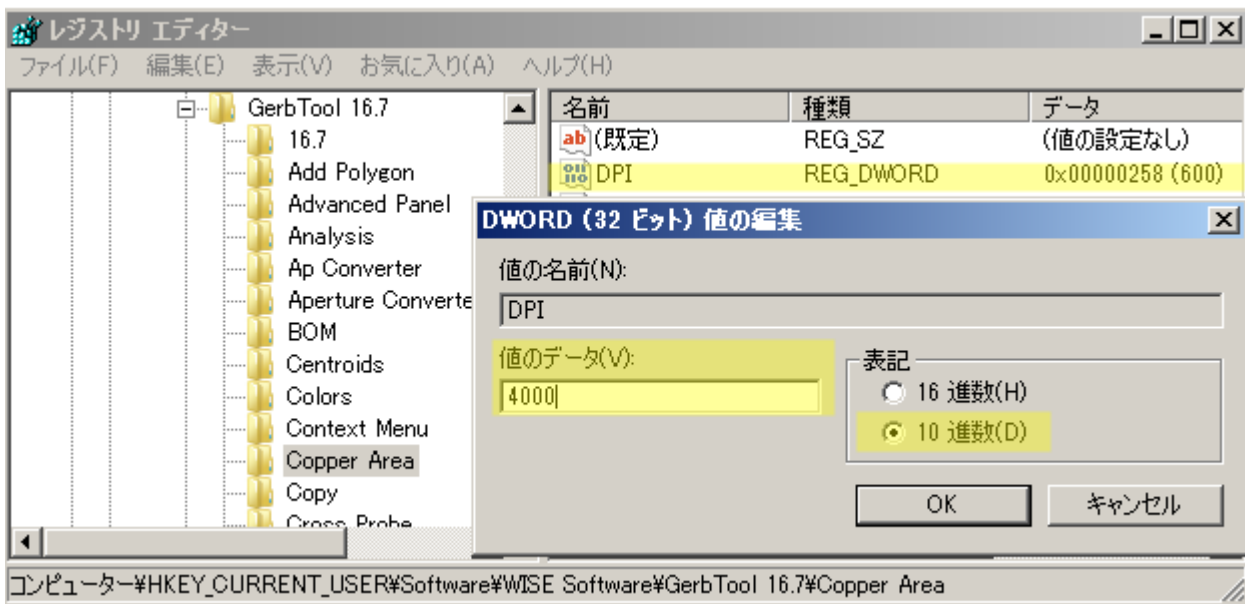 レジストリ エディター
ファイル(F) 編集(E) 表示(V) お気に入り(A) ヘルプ(H)
GerbTool 16.7
16.7
Add Polygon
Advanced Panel
Analysis
Ap Converter
Aperture Converte
BOM
Centroids
Colors
Context Menu
Copper Area
Copy
Cross Probe
名前 種類 データ
ab (既定) REG_SZ (値の設定なし)
DPI REG_DWORD 0x00000258 (600)
DWORD (32 ビット) 値の編集
値の名前(N):
DPI
値のデータ(V):
4000
表記
16 進数(H)
10 進数(D)
OK キャンセル
コンピューター¥HKEY_CURRENT_USER¥Software¥WISE Software¥GerbTool 16.7¥Copper Area